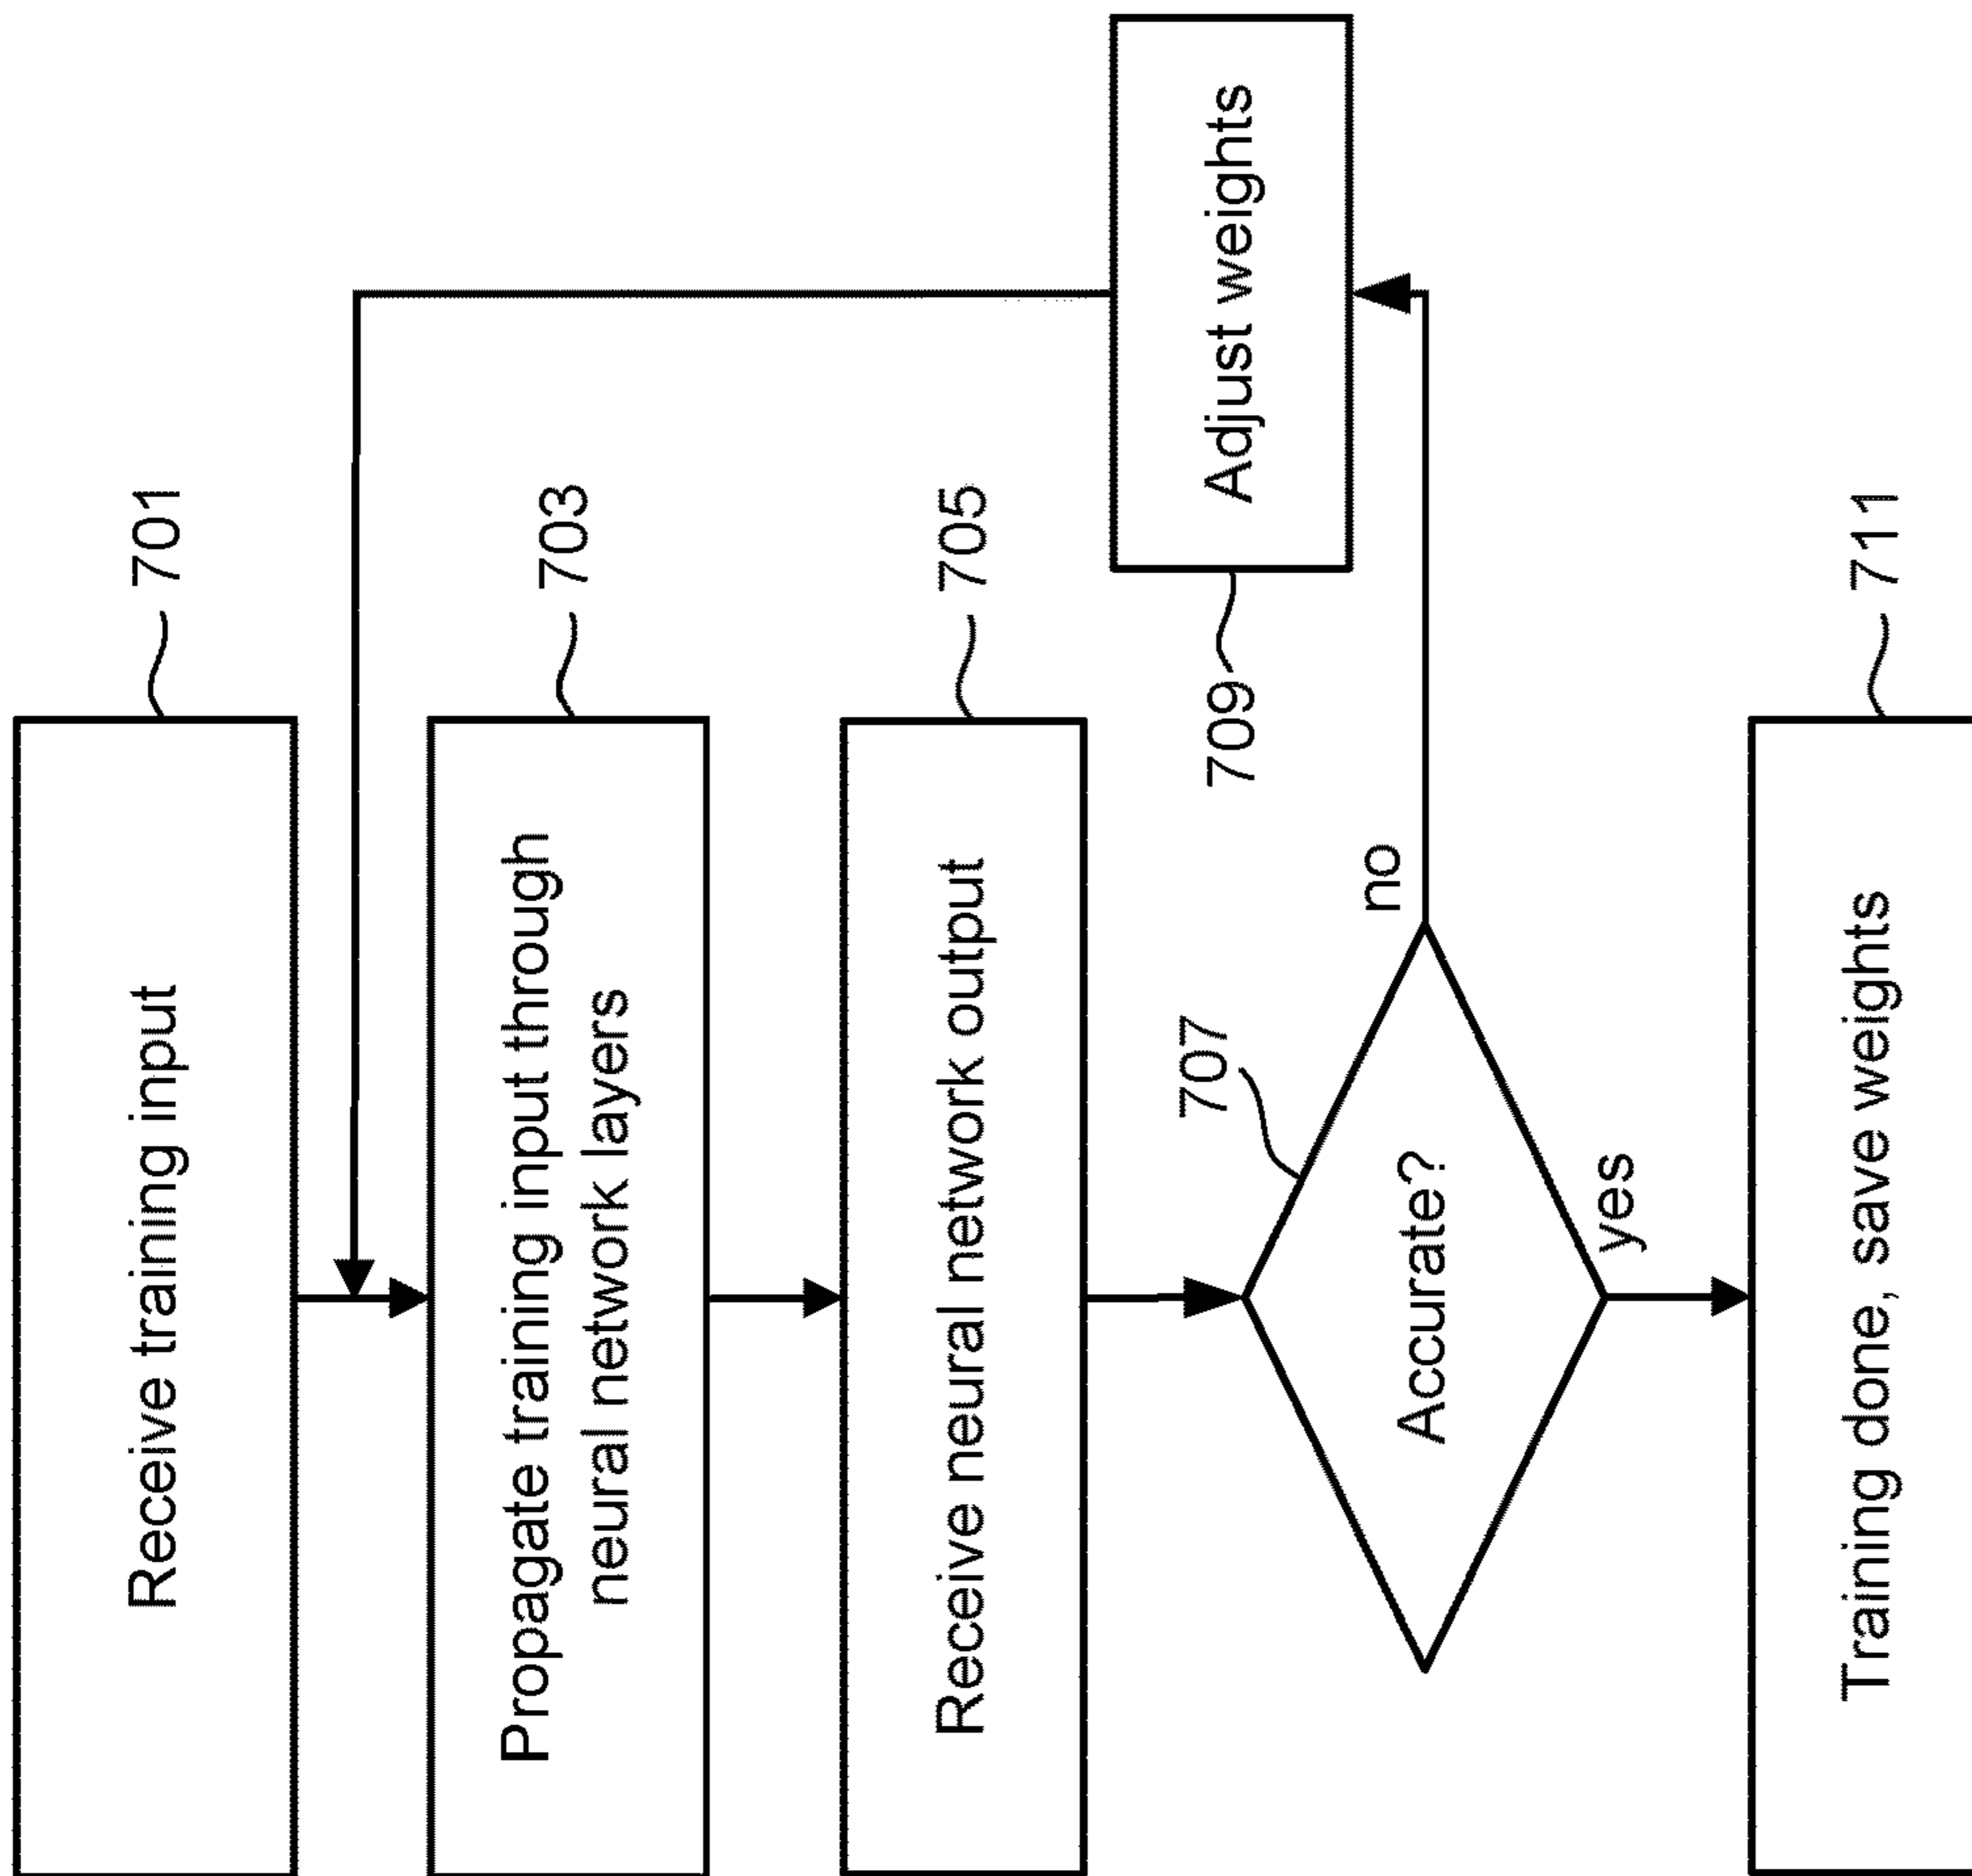 Receive training input
701
Propagate training input through
neural network layers
703
Receive neural network output
705
707
Accurate?
no
yes
709
Adjust weights
Training done, save weights
711